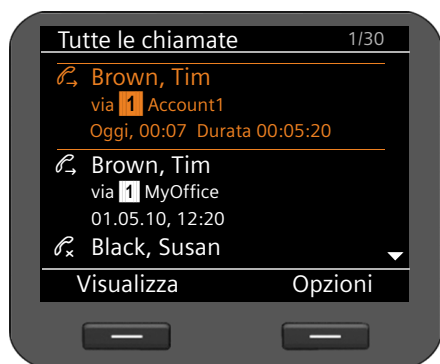 Tutte le chiamate 1/30
Brown, Tim
via 1 Account1
Oggi, 00:07 Durata 00:05:20
Brown, Tim
via 1 MyOffice
01.05.10, 12:20
Black, Susan
Visualizza Opzioni